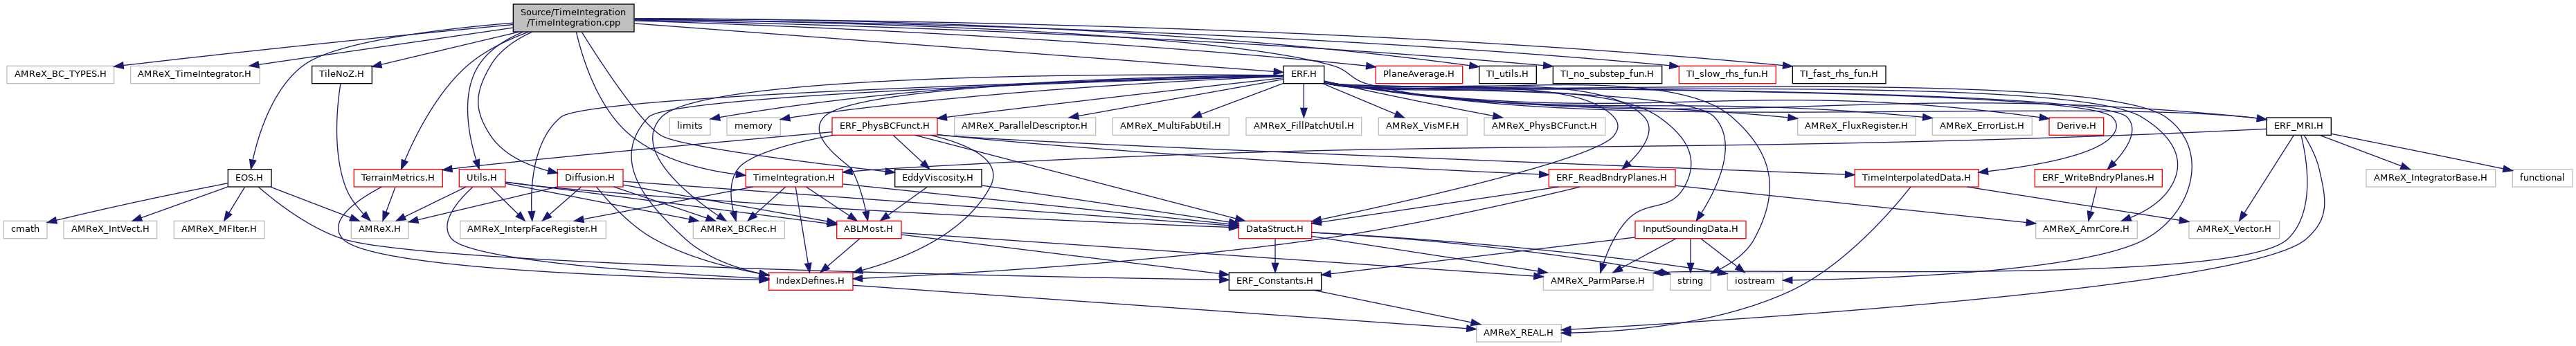 Source/TimeIntegration
/TimeIntegration.cpp
AMReX_BC_TYPES.H
AMReX_TimeIntegrator.H
TileNoZ.H
ERF.H
PlaneAverage.H
TI_utils.H
TI_no_substep_fun.H
TI_slow_rhs_fun.H
TI_fast_rhs_fun.H
limits
memory
ERF_PhysBCFunct.H
AMReX_ParallelDescriptor.H
AMReX_MultiFabUtil.H
AMReX_FillPatchUtil.H
AMReX_VisMF.H
AMReX_PhysBCFunct.H
AMReX_FluxRegister.H
AMReX_ErrorList.H
Derive.H
ERF_MRI.H
EOS.H
TerrainMetrics.H
Utils.H
Diffusion.H
TimeIntegration.H
EddyViscosity.H
ERF_ReadBndryPlanes.H
TimeInterpolatedData.H
ERF_WriteBndryPlanes.H
AMReX_IntegratorBase.H
functional
cmath
AMReX_IntVect.H
AMReX_MFIter.H
AMReX.H
AMReX_InterpFaceRegister.H
AMReX_BCRec.H
ABLMost.H
DataStruct.H
InputSoundingData.H
AMReX_AmrCore.H
AMReX_Vector.H
IndexDefines.H
ERF_Constants.H
AMReX_ParmParse.H
string
iostream
AMReX_REAL.H